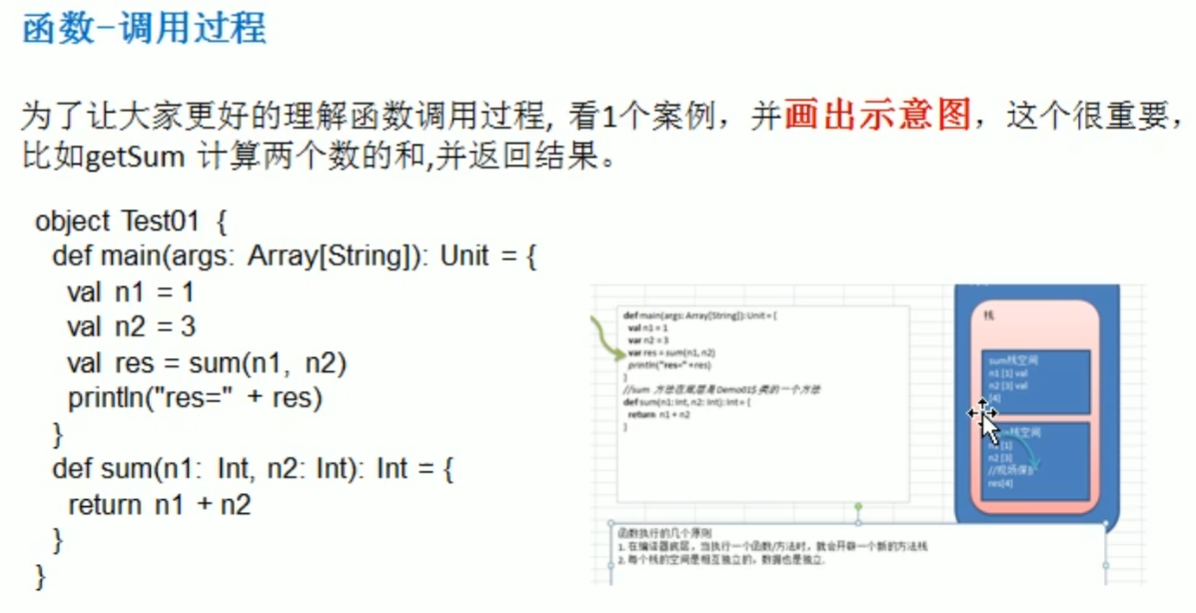 函数-调用过程
为了让大家更好的理解函数调用过程, 看1个案例，并画出示意图，这个很重要，
比如getSum 计算两个数的和,并返回结果。
object Test01 {
def main(args: Array[String]): Unit = {
val n1 = 1
val n2 = 3
val res = sum(n1, n2)
println("res=" + res)
}
def sum(n1: Int, n2: Int): Int = {
return n1 + n2
}
}
def main(args: Array[String]): Unit = {
val n1 = 1
var n2 = 3
var res = sum(n1, n2)
println("res=" +res)
}
//sum 方法在底层是Demo01$ 类的一个方法
def sum(n1: Int, n2: Int): Int = {
return n1 + n2
}
栈
sum栈空间
n1 [1] val
n2 [3] val
[4]
栈空间
n1 [1]
n2 [3]
//现场保护
res[4]
函数执行的几个原则
1. 在编译器底层，当执行一个函数/方法时，就会开辟一个新的方法栈
2. 每个栈的空间是相互独立的，数据也是独立.